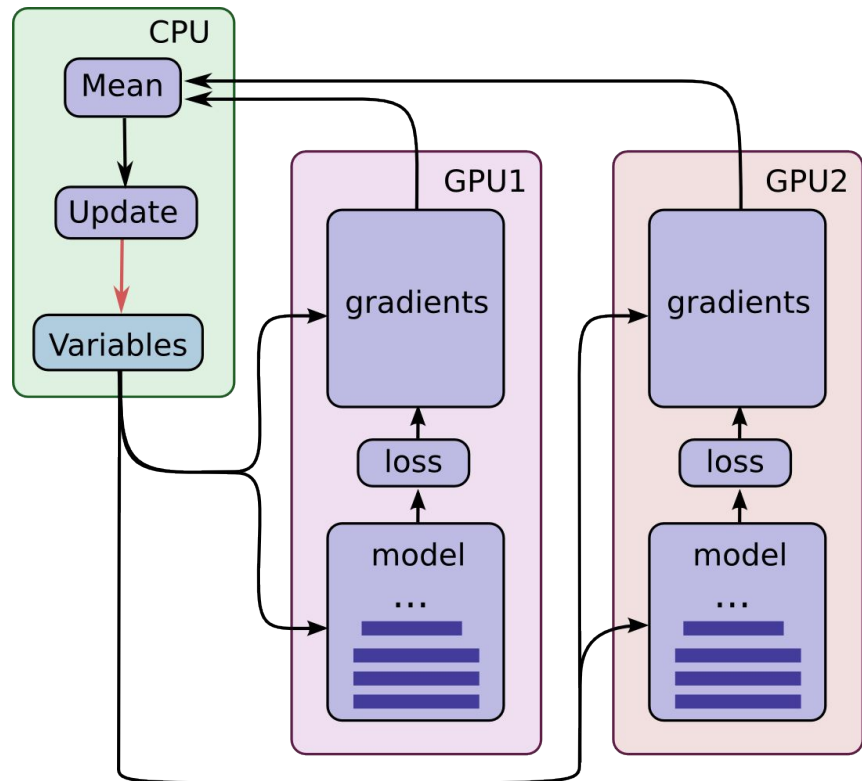 CPU
Mean
Update
Variables
GPU1
gradients
loss
model
...
GPU2
gradients
loss
model
...